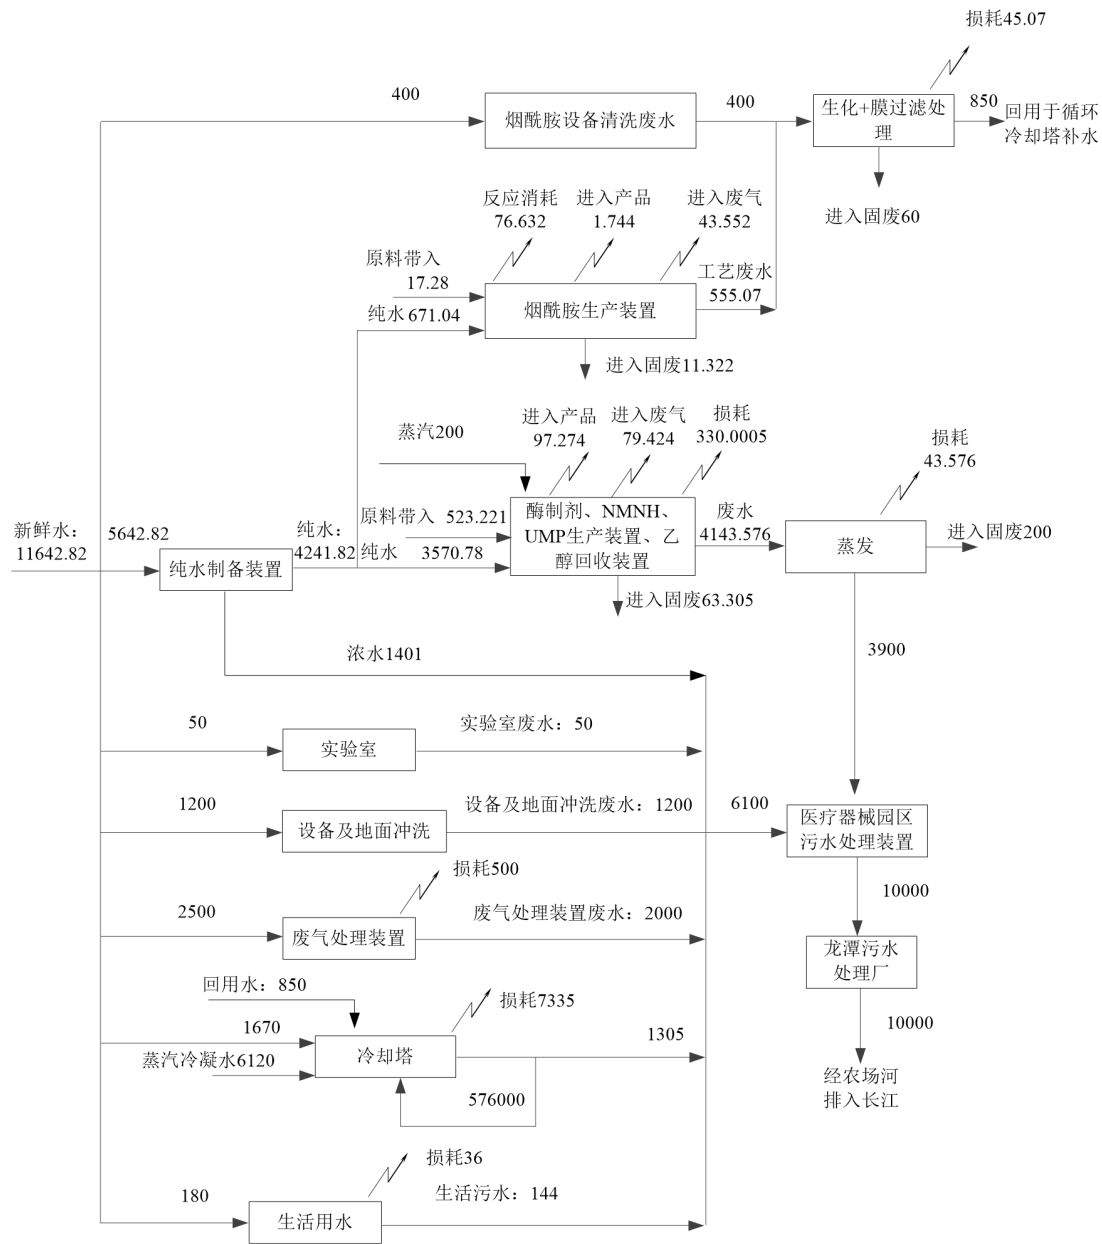 损耗45.07
400
烟酰胺设备清洗废水
400
生化+膜过滤处
理
850
回用于循环
冷却塔补水
进入固废60
反应消耗
76.632
进入产品
1.744
进入废气
43.552
原料带入
17.28
纯水671.04
烟酰胺生产装置
工艺废水
555.07
进入固废11.322
蒸汽200
进入产品
97.274
进入废气
79.424
损耗
330.0005
损耗
43.576
新鲜水：
11642.82
5642.82
纯水制备装置
纯水：
4241.82
原料带入 523.221
纯水 3570.78
酶制剂、NMNH、
UMP生产装置、乙
醇回收装置
废水
4143.576
蒸发
进入固废200
进入固废63.305
浓水1401
3900
50
实验室
实验室废水：50
1200
设备及地面冲洗
设备及地面冲洗废水：1200
6100
医疗器械园区
污水处理装置
2500
废气处理装置
损耗500
废气处理装置废水：2000
10000
龙潭污水
处理厂
回用水：850
1670
蒸汽冷凝水6120
冷却塔
损耗7335
1305
576000
10000
经农场河
排入长江
180
生活用水
损耗36
生活污水：144